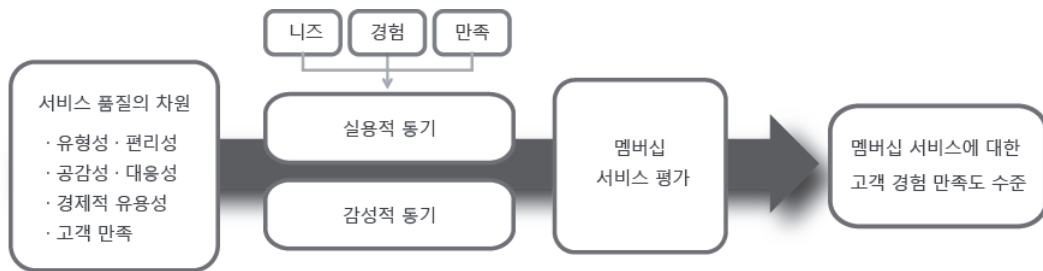 니즈
경험
만족
서비스 품질의 차원
· 유형성 · 편리성
· 공감성 · 대응성
· 경제적 유용성
· 고객 만족
실용적 동기
감성적 동기
멤버십
서비스 평가
멤버십 서비스에 대한
고객 경험 만족도 수준